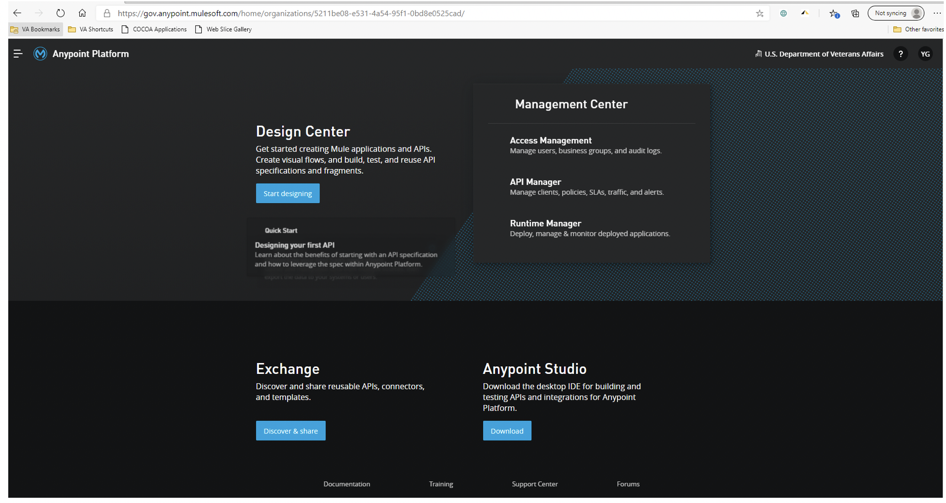 https://gov.anypoint.mulesoft.com/home/organizations/5211be08-e531-4a54-95f1-0bd8e0525cad/
Not syncing
VA Bookmarks VA Shortcuts COCOA Applications Web Slice Gallery Other favorites
Anypoint Platform
U.S. Department of Veterans Affairs ? YG
Design Center
Get started creating Mule applications and APIs.
Create visual flows, and build, test, and reuse API
specifications and fragments.
Start designing
Quick Start
Designing your first API
Learn about the benefits of starting with an API specification
and how to leverage the spec within Anypoint Platform.
Management Center
Access Management
Manage users, business groups, and audit logs.
API Manager
Manage clients, policies, SLAs, traffic, and alerts.
Runtime Manager
Deploy, manage & monitor deployed applications.
Exchange
Discover and share reusable APIs, connectors,
and templates.
Discover & share
Anypoint Studio
Download the desktop IDE for building and
testing APIs and integrations for Anypoint
Platform.
Download
Documentation Training Support Center Forums